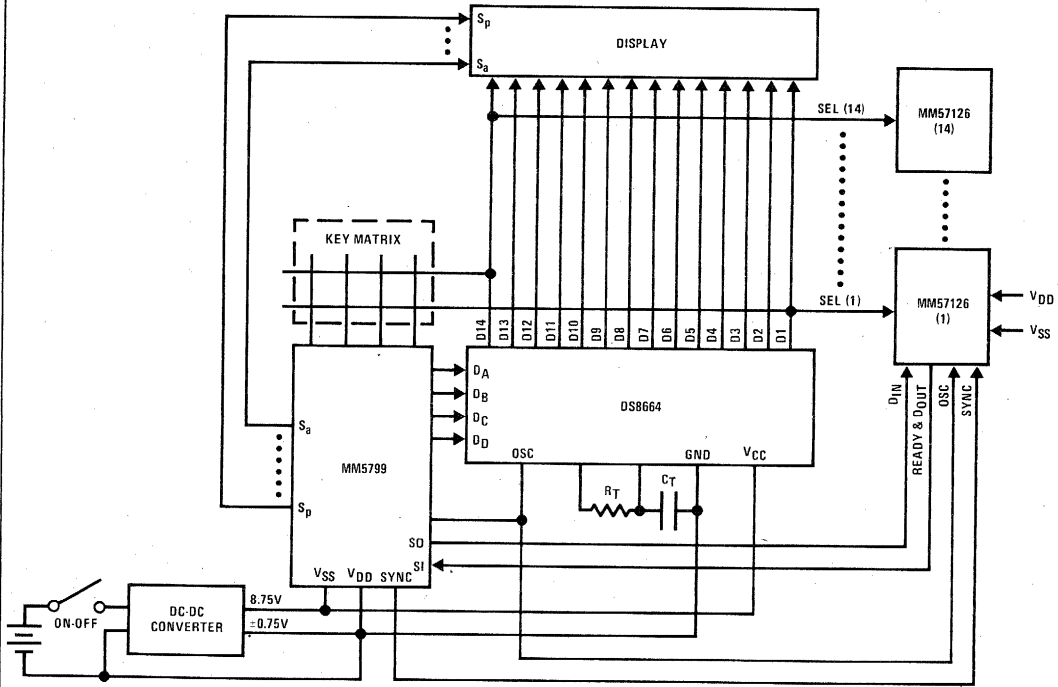 Sp
DISPLAY
Sa
SEL (14)
MM57126
(14)
KEY MATRIX
SEL (1)
MM57126
(1)
VDD
VSS
D14
D13
D12
D11
D10
D9
D8
D7
D6
D5
D4
D3
D2
D1
DA
DB
DC
DD
DS8664
OSC
GND
VCC
DIN
READY & DOUT
OSC
SYNC
Sa
MM5799
Sp
RT
CT
SO
SI
VSS
VDD
SYNC
ON-OFF
DC-DC
CONVERTER
8.75V
±0.75V